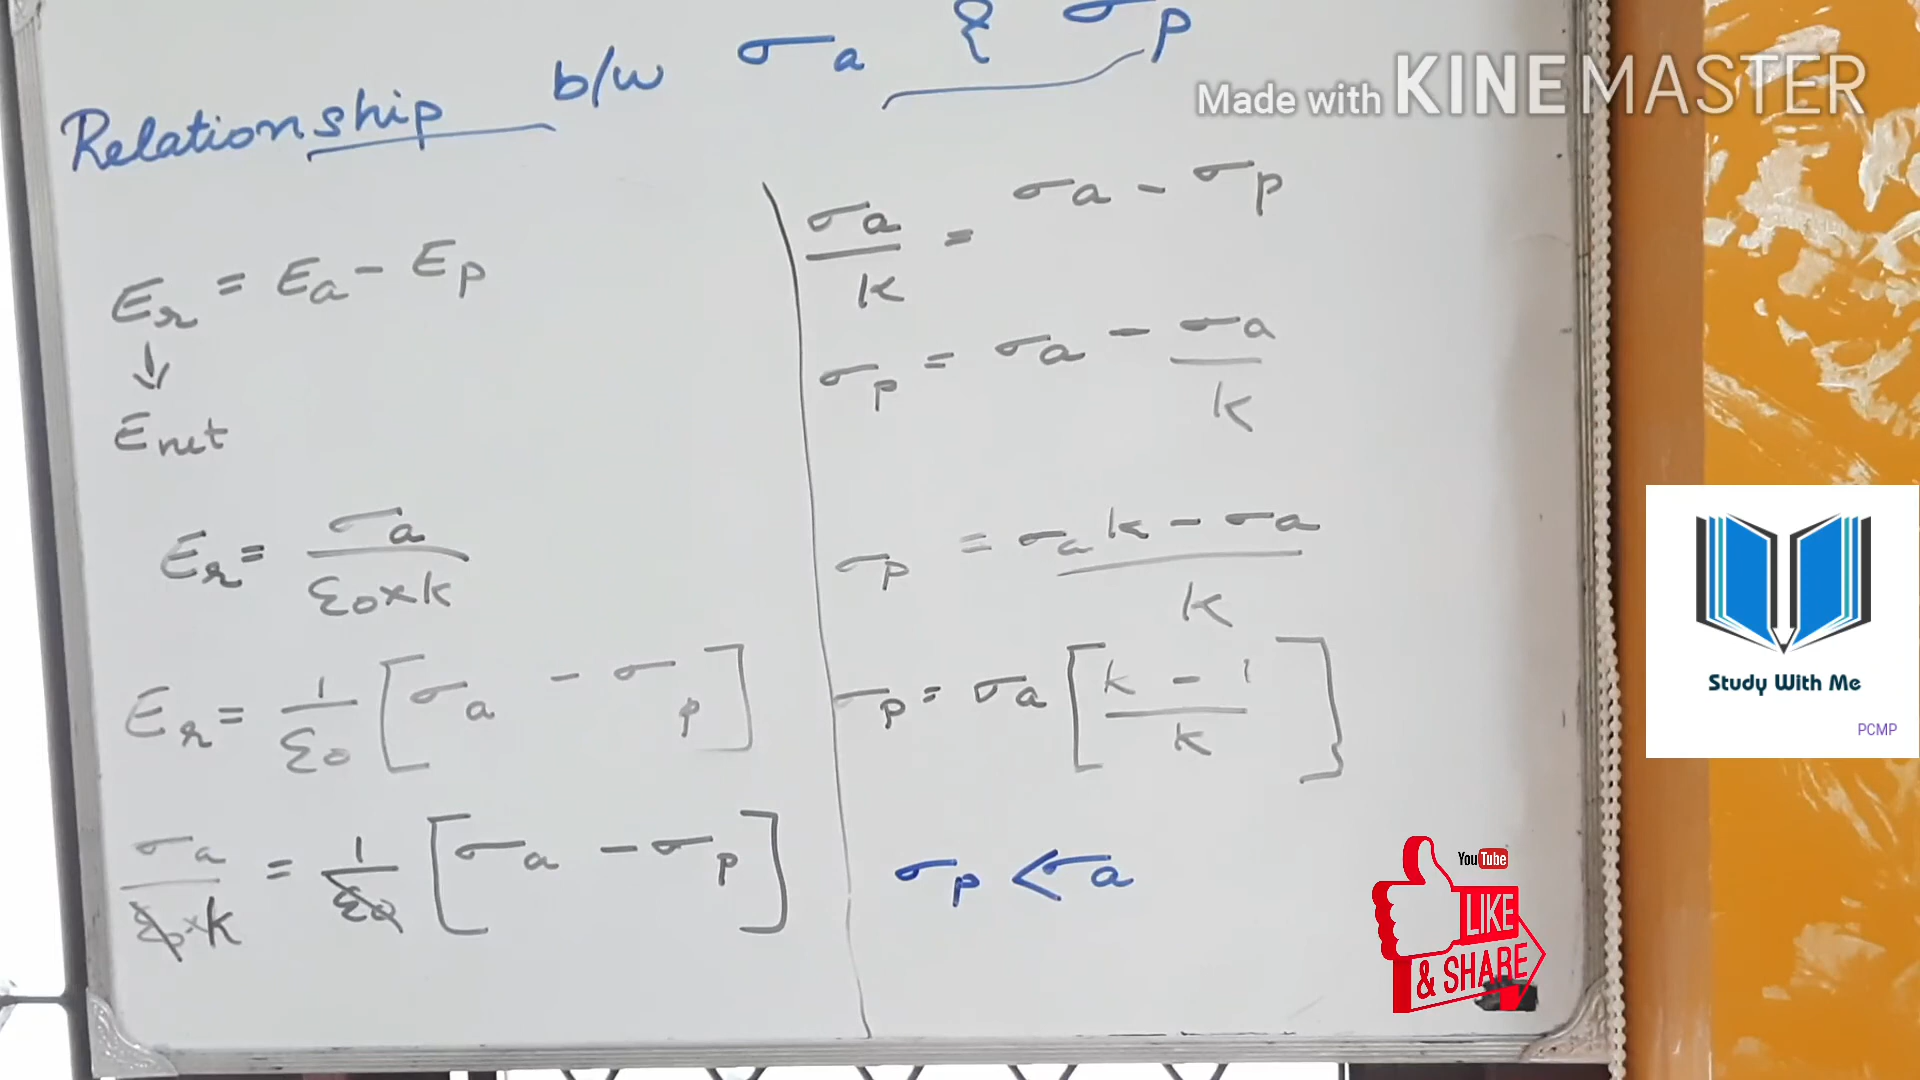 Relationship b/w σa & σp
Made with KINEMASTER
Er = Ea - Ep
↓
Enet
Er = σa / ε0×k
Er = 1/ε0 [σa - σp]
σa / ε0×k = 1/ε0 [σa - σp]
σa/k = σa - σp
σp = σa - σa/k
σp = σa k - σa / k
σp = σa [k - 1 / k]
σp < σa
Study With Me
PCMP
YouTube
LIKE
& SHARE